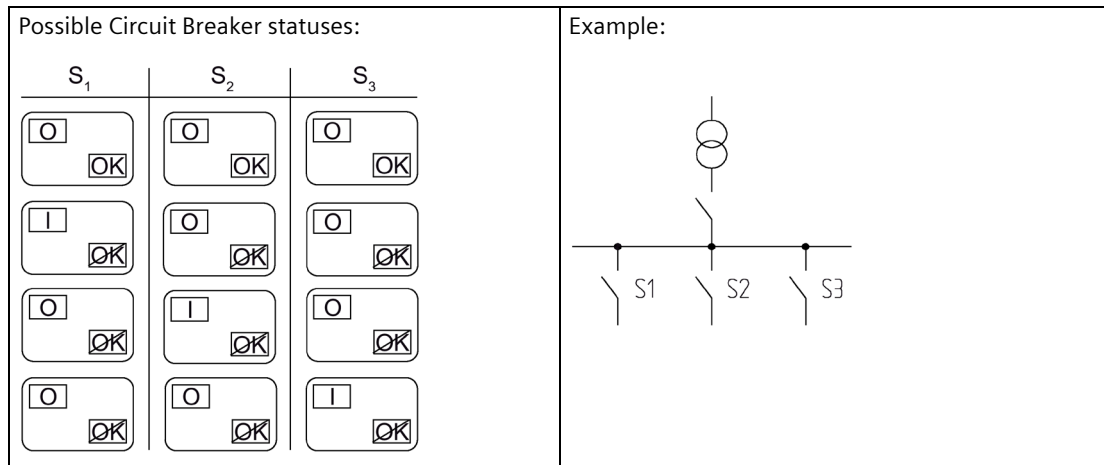 Possible Circuit Breaker statuses:
S1 S2 S3
O O O
OK OK OK
I O O
OK OK OK
O I O
OK OK OK
O O I
OK OK OK
Example:
S1 S2 S3